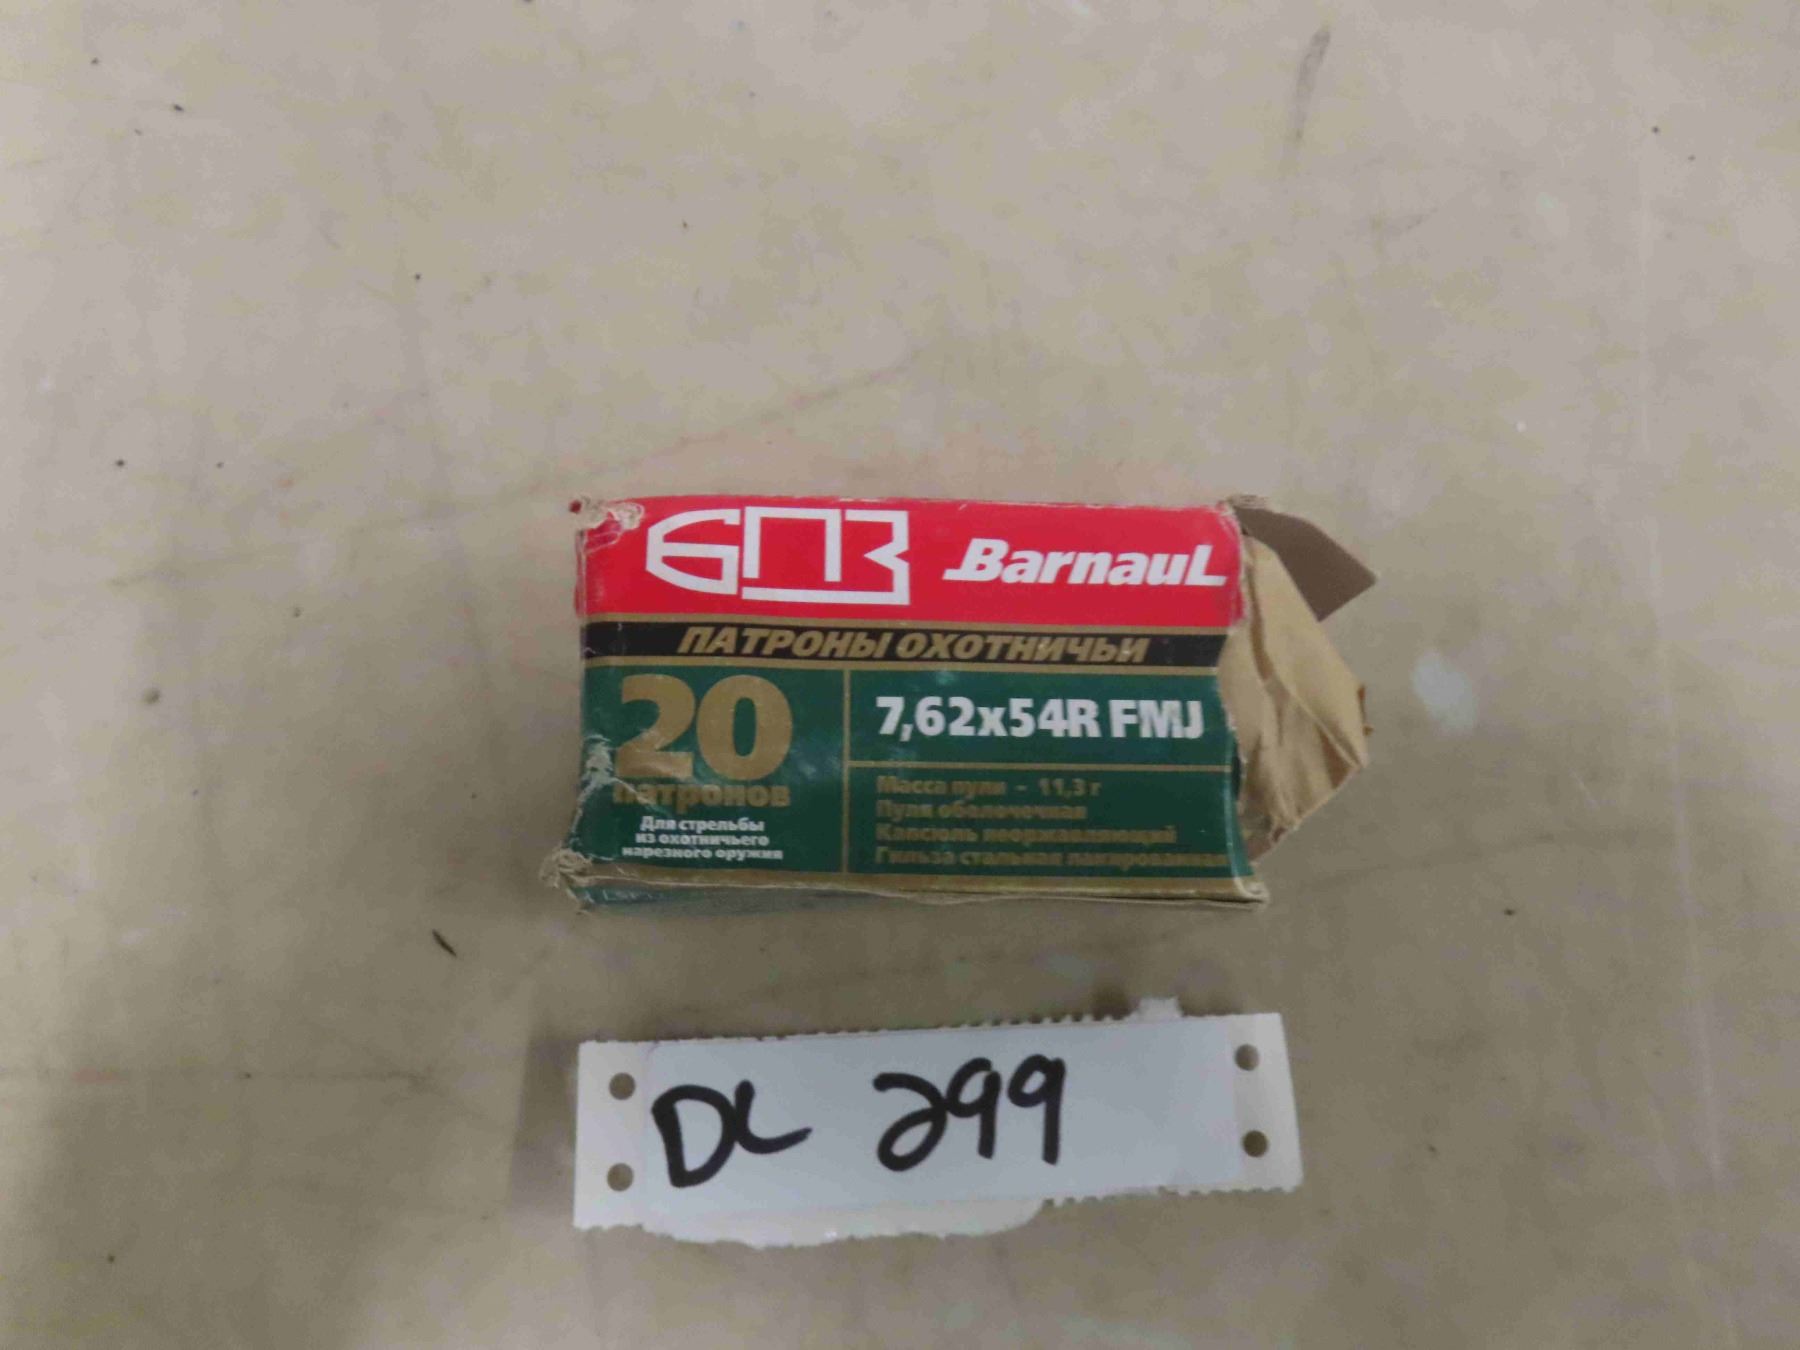 БПЗ Barnaul
ПАТРОНЫ ОХОТНИЧЬИ
20
патронов
Для стрельбы
из охотничьего
нарезного оружия
7,62x54R FMJ
Масса пули - 11,3 г
Пуля оболочечная
Капсюль неоржавляющий
Гильза стальная лакированная
DL 299